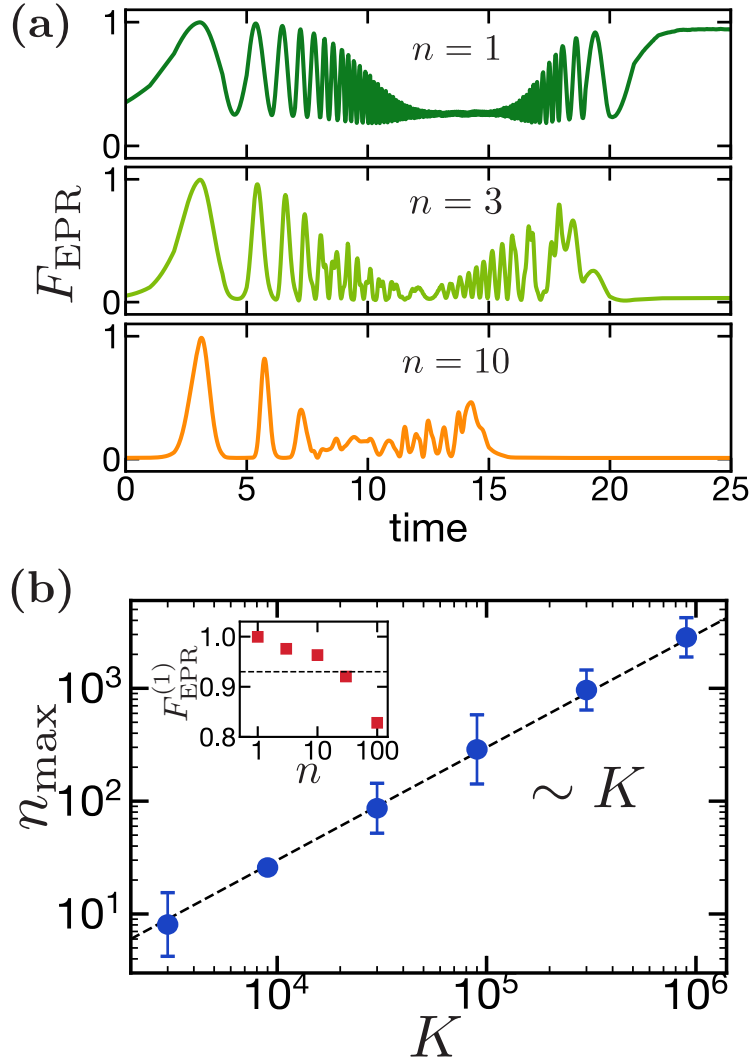 (a)
F_EPR
1
0
n = 1
1
0
n = 3
1
0
n = 10
0 5 10 15 20 25
time
(b)
n_max
10^3
10^2
10^1
F_EPR^(1)
1.0
0.9
0.8
1 10 100
n
∼ K
10^4 10^5 10^6
K